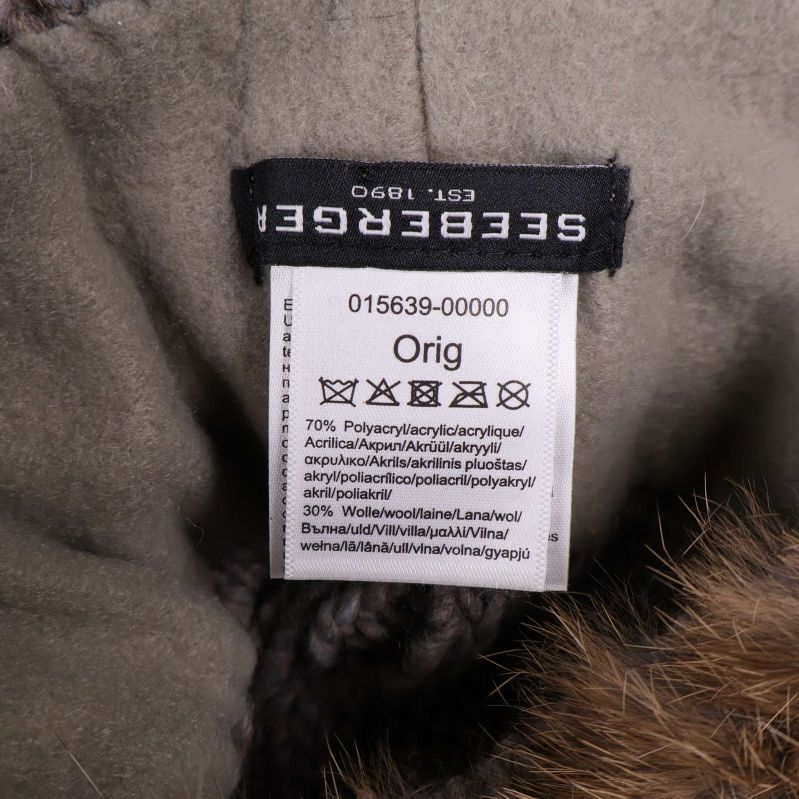 SEEBERGER
EST. 1890
015639-00000
Orig
70% Polyacryl/acrylic/acrylique/
Acrilica/Акрил/Akrüül/akryyli/
ακρυλικο/Akrils/akrilinis pluoštas/
akryl/poliacrílico/poliacril/polyakryl/
akril/poliakril/
30% Wolle/wool/laine/Lana/wol/
Вълна/uld/Vill/villa/μαλλί/Vilna/
wełna/lã/lână/ull/vlna/volna/gyapjú